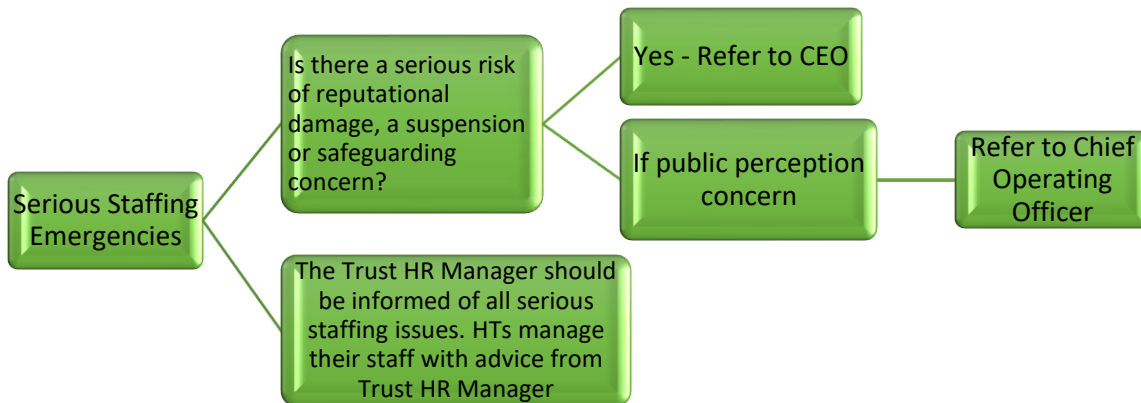 Serious Staffing
Emergencies
Is there a serious risk
of reputational
damage, a suspension
or safeguarding
concern?
Yes - Refer to CEO
If public perception
concern
Refer to Chief
Operating
Officer
The Trust HR Manager should
be informed of all serious
staffing issues. HTs manage
their staff with advice from
Trust HR Manager